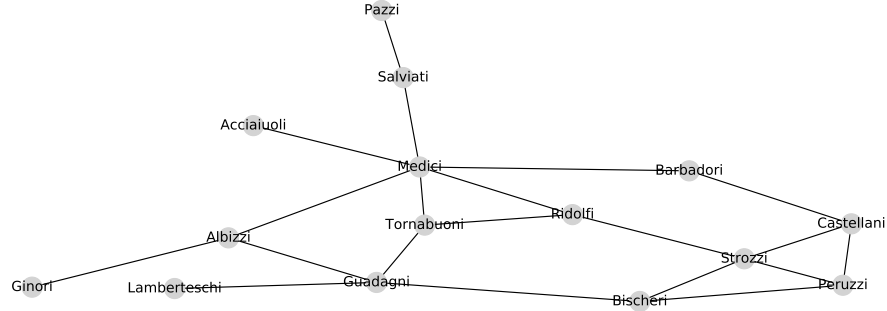 Pazzi
Salviati
Acciaiuoli
Medici
Barbadori
Ridolfi
Tornabuoni
Castellani
Albizzi
Strozzi
Guadagni
Peruzzi
Ginori
Lamberteschi
Bischeri